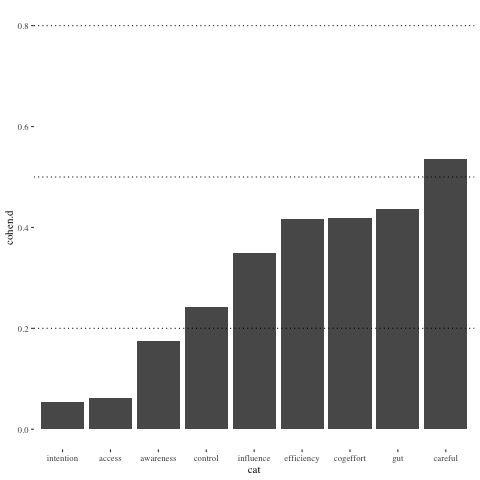 0.8
0.6
0.4
0.2
0.0
cohen.d
intention access awareness control influence efficiency cogeffort gut careful
cat